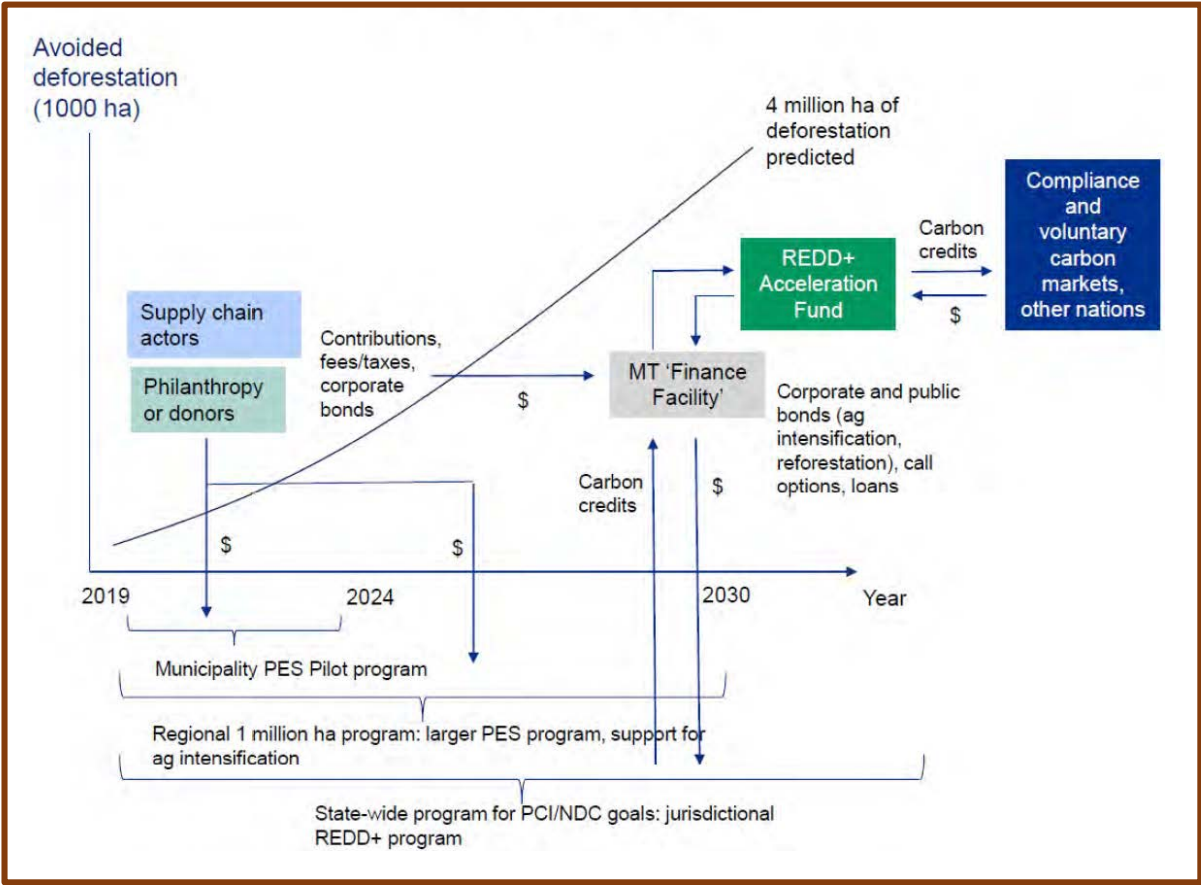 Avoided
deforestation
(1000 ha)
4 million ha of
deforestation
predicted
Compliance
and
voluntary
carbon
markets,
other nations
Carbon
credits
$
REDD+
Acceleration
Fund
Supply chain
actors
Philanthropy
or donors
Contributions,
fees/taxes,
corporate
bonds
$
MT ‘Finance
Facility’
Corporate and public
bonds (ag
intensification,
reforestation), call
options, loans
Carbon
credits
$
$
$
2019
2024
2030
Year
Municipality PES Pilot program
Regional 1 million ha program: larger PES program, support for
ag intensification
State-wide program for PCI/NDC goals: jurisdictional
REDD+ program